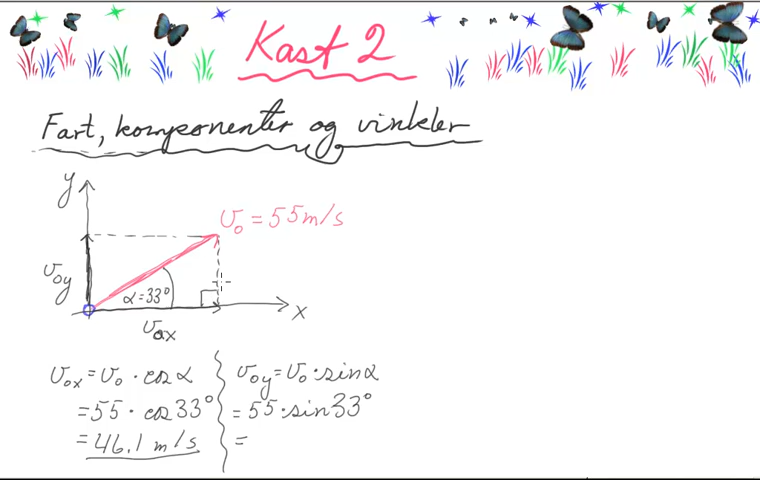 Kast 2
Fart, komponenter og vinkler
y
v₀ = 55 m/s
v₀y
α = 33°
x
v₀x
v₀x = v₀ · cos α
= 55 · cos 33°
= 46.1 m/s
v₀y = v₀ · sin α
= 55 · sin 33°
=